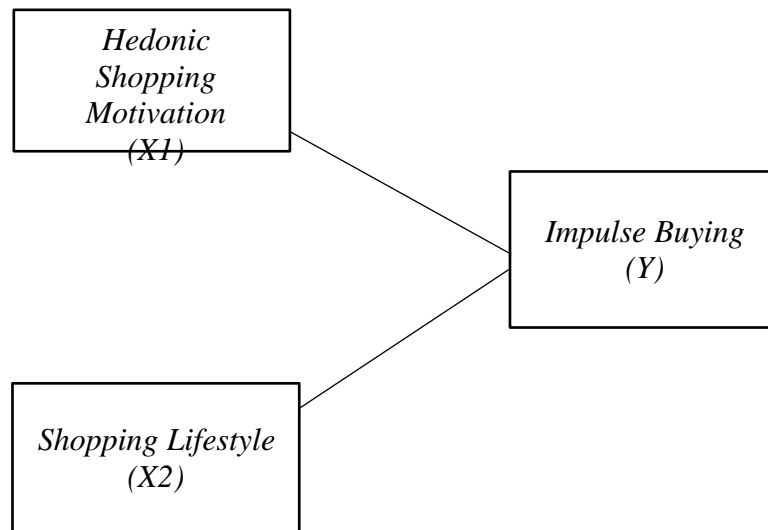 Hedonic
Shopping
Motivation
(X1)
Impulse Buying
(Y)
Shopping Lifestyle
(X2)